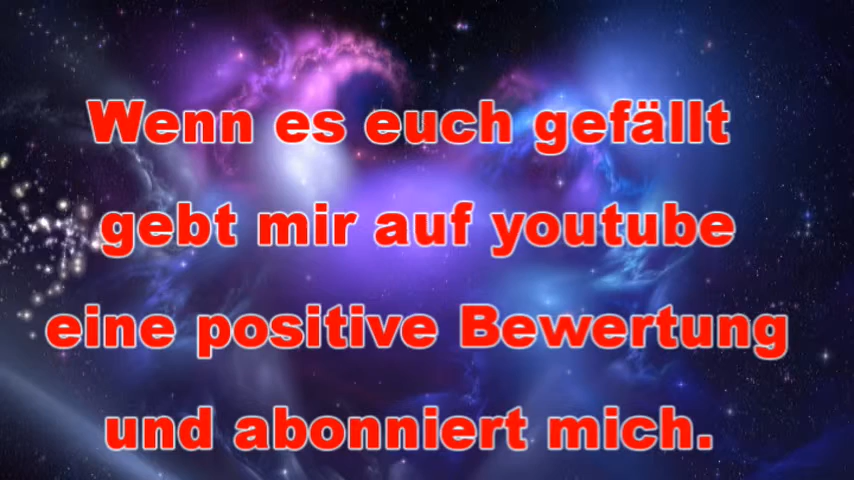 Wenn es euch gefällt
gebt mir auf youtube
eine positive Bewertung
und abonniert mich.